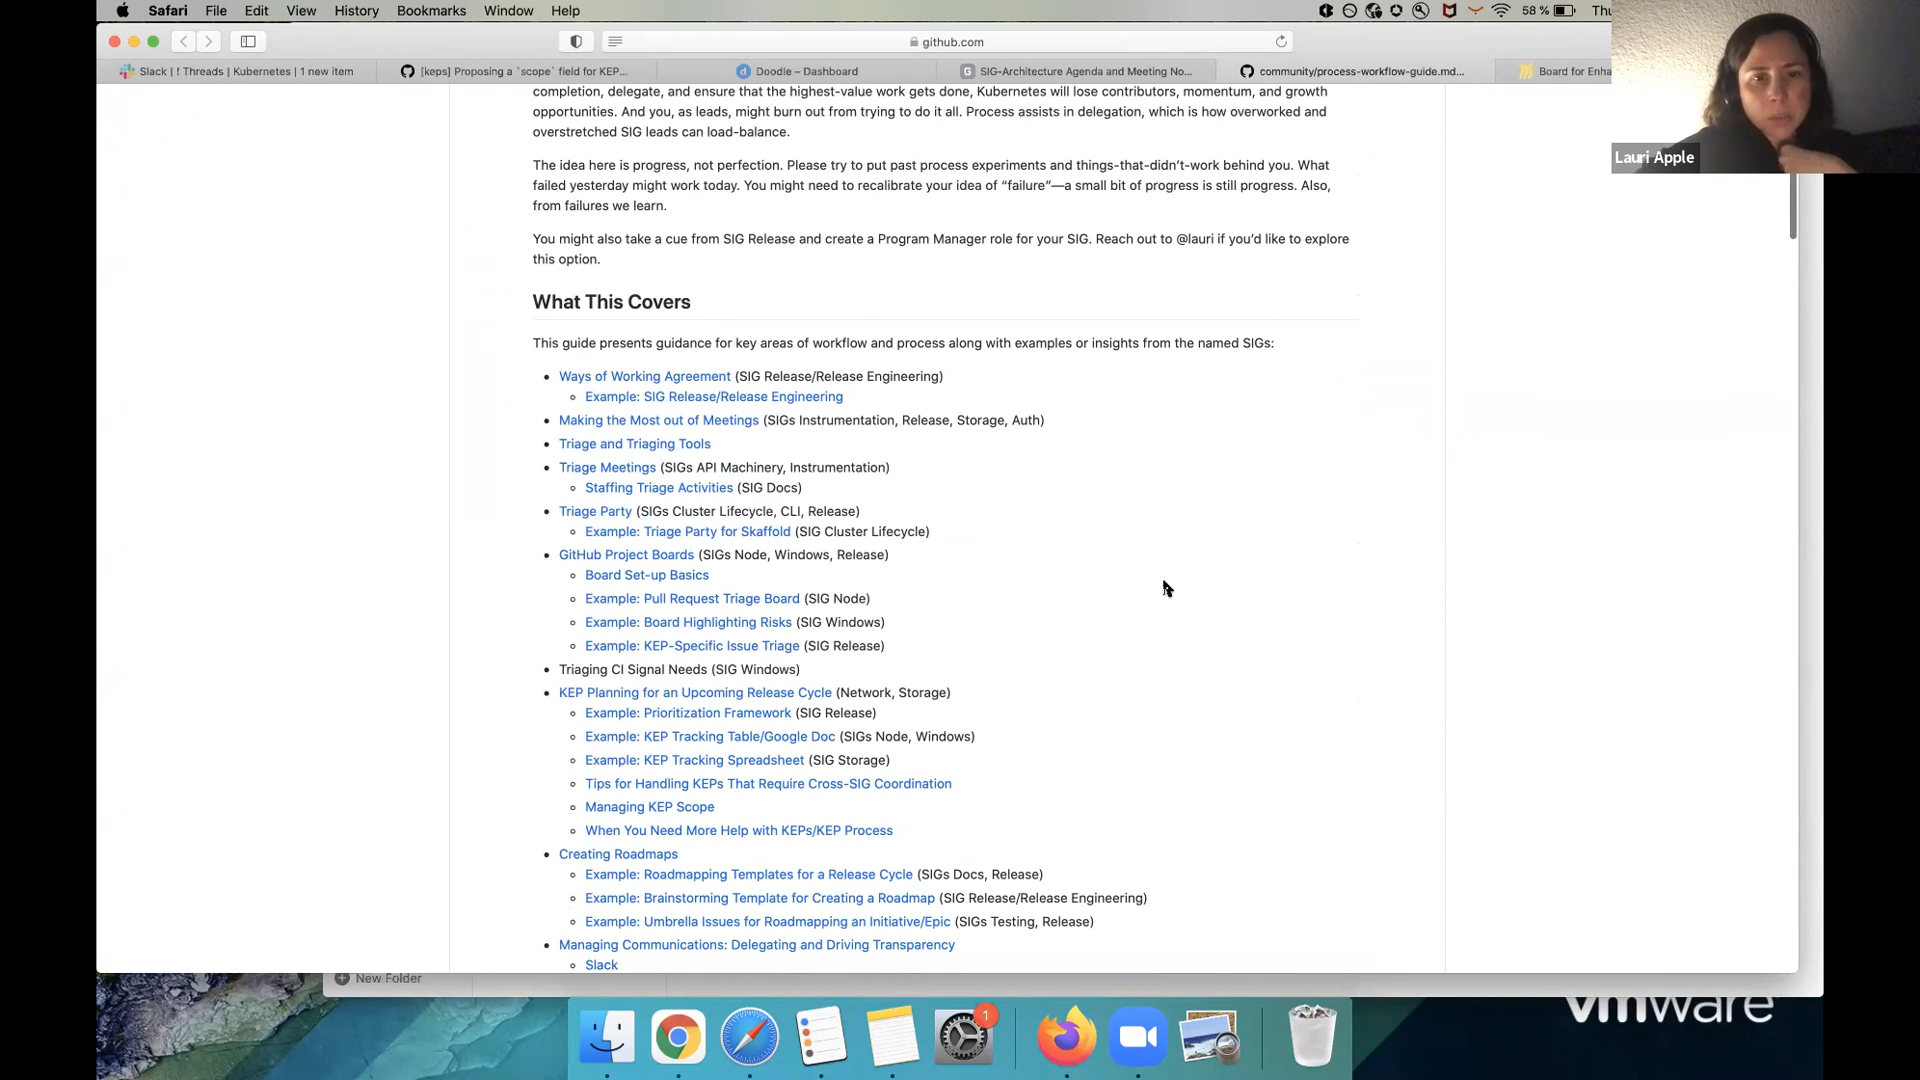 Safari File Edit View History Bookmarks Window Help 58 % Thu
github.com
Slack | ! Threads | Kubernetes | 1 new item
[keps] Proposing a `scope` field for KEP...
Doodle – Dashboard
SIG-Architecture Agenda and Meeting No...
community/process-workflow-guide.md...
Board for Enha
Lauri Apple
completion, delegate, and ensure that the highest-value work gets done, Kubernetes will lose contributors, momentum, and growth
opportunities. And you, as leads, might burn out from trying to do it all. Process assists in delegation, which is how overworked and
overstretched SIG leads can load-balance.
The idea here is progress, not perfection. Please try to put past process experiments and things-that-didn’t-work behind you. What
failed yesterday might work today. You might need to recalibrate your idea of “failure”—a small bit of progress is still progress. Also,
from failures we learn.
You might also take a cue from SIG Release and create a Program Manager role for your SIG. Reach out to @lauri if you’d like to explore
this option.
What This Covers
This guide presents guidance for key areas of workflow and process along with examples or insights from the named SIGs:
• Ways of Working Agreement (SIG Release/Release Engineering)
◦ Example: SIG Release/Release Engineering
• Making the Most out of Meetings (SIGs Instrumentation, Release, Storage, Auth)
• Triage and Triaging Tools
• Triage Meetings (SIGs API Machinery, Instrumentation)
◦ Staffing Triage Activities (SIG Docs)
• Triage Party (SIGs Cluster Lifecycle, CLI, Release)
◦ Example: Triage Party for Skaffold (SIG Cluster Lifecycle)
• GitHub Project Boards (SIGs Node, Windows, Release)
◦ Board Set-up Basics
◦ Example: Pull Request Triage Board (SIG Node)
◦ Example: Board Highlighting Risks (SIG Windows)
◦ Example: KEP-Specific Issue Triage (SIG Release)
• Triaging CI Signal Needs (SIG Windows)
• KEP Planning for an Upcoming Release Cycle (Network, Storage)
◦ Example: Prioritization Framework (SIG Release)
◦ Example: KEP Tracking Table/Google Doc (SIGs Node, Windows)
◦ Example: KEP Tracking Spreadsheet (SIG Storage)
◦ Tips for Handling KEPs That Require Cross-SIG Coordination
◦ Managing KEP Scope
◦ When You Need More Help with KEPs/KEP Process
• Creating Roadmaps
◦ Example: Roadmapping Templates for a Release Cycle (SIGs Docs, Release)
◦ Example: Brainstorming Template for Creating a Roadmap (SIG Release/Release Engineering)
◦ Example: Umbrella Issues for Roadmapping an Initiative/Epic (SIGs Testing, Release)
• Managing Communications: Delegating and Driving Transparency
◦ Slack
New Folder
vmware
1